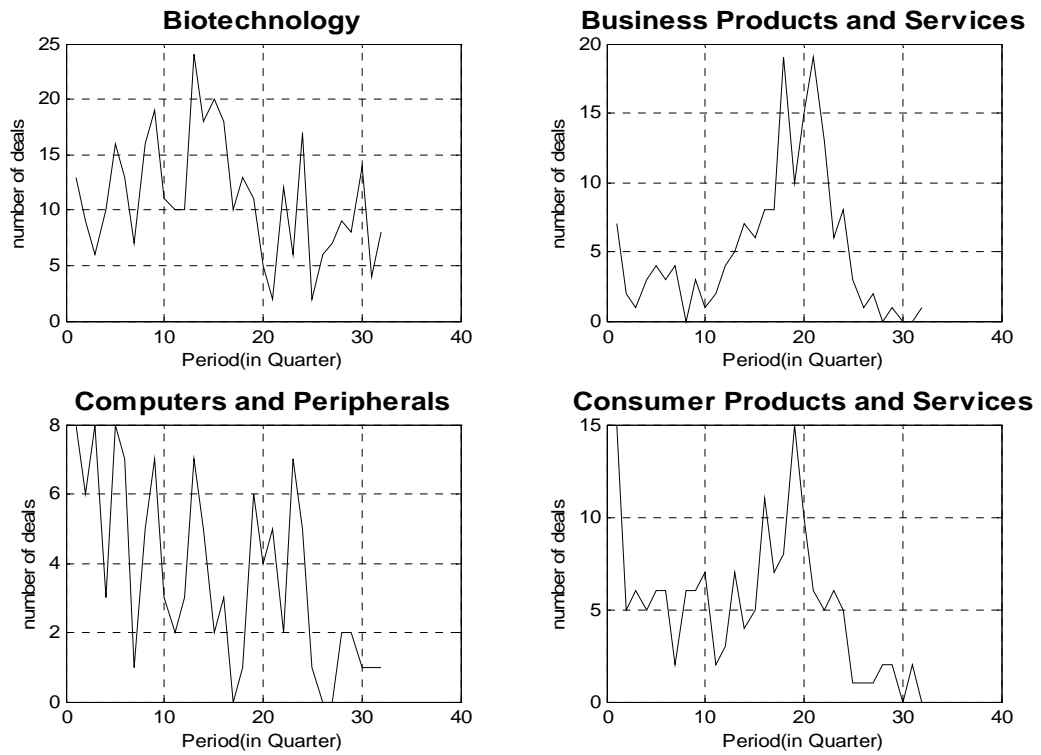 Biotechnology
25
20
15
10
5
0
number of deals
0 10 20 30 40
Period(in Quarter)
Business Products and Services
20
15
10
5
0
number of deals
0 10 20 30 40
Period(in Quarter)
Computers and Peripherals
8
6
4
2
0
number of deals
0 10 20 30 40
Period(in Quarter)
Consumer Products and Services
15
10
5
0
number of deals
0 10 20 30 40
Period(in Quarter)